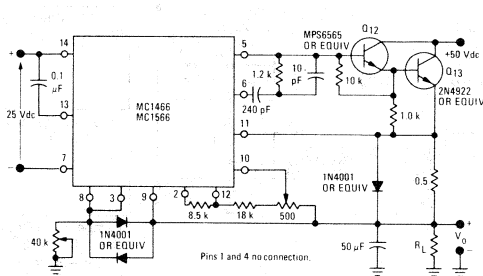 MPS6565
OR EQUIV
Q12
+50 Vdc
Q13
2N4922
OR EQUIV
+
14
0.1
µF
25 Vdc
13
–
7
MC1466
MC1566
5
1.2 k
10
pF
10 k
6
240 pF
1.0 k
11
10
1N4001
OR EQUIV
0.5
8
3
9
2
12
8.5 k
18 k
500
40 k
1N4001
OR EQUIV
50 µF
RL
+
Vo
–
Pins 1 and 4 no connection.